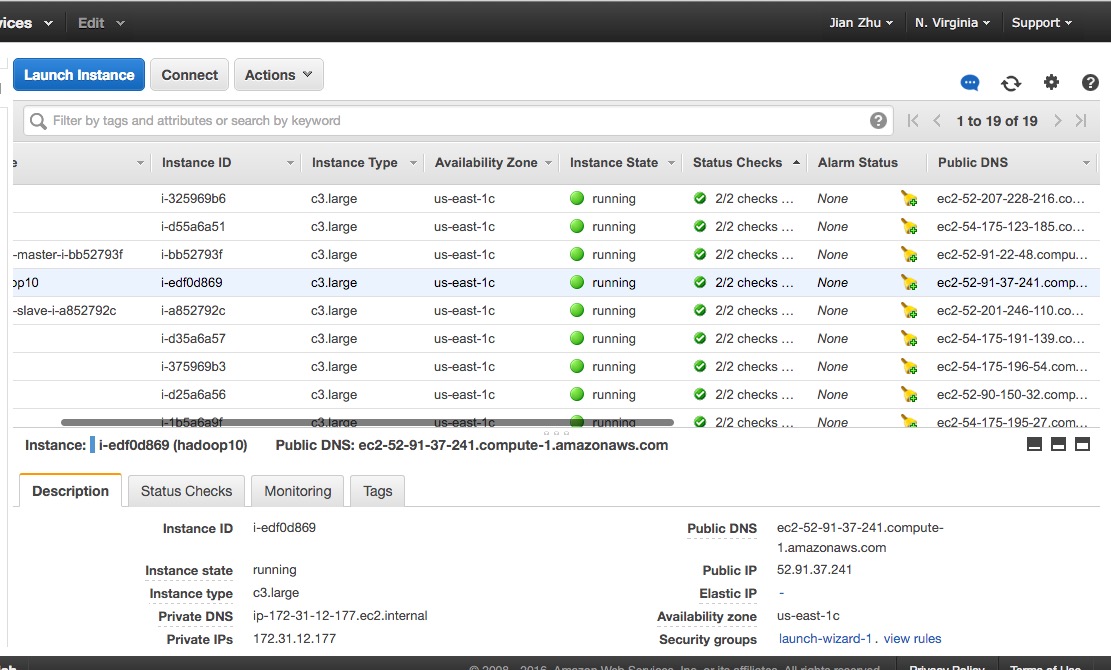 vices Edit Jian Zhu N. Virginia Support
Launch Instance Connect Actions
Filter by tags and attributes or search by keyword ? 1 to 19 of 19
e Instance ID Instance Type Availability Zone Instance State Status Checks Alarm Status Public DNS
i-325969b6 c3.large us-east-1c running 2/2 checks ... None ec2-52-207-228-216.co...
i-d55a6a51 c3.large us-east-1c running 2/2 checks ... None ec2-54-175-123-185.co...
-master-i-bb52793f i-bb52793f c3.large us-east-1c running 2/2 checks ... None ec2-52-91-22-48.compu...
op10 i-edf0d869 c3.large us-east-1c running 2/2 checks ... None ec2-52-91-37-241.comp...
-slave-i-a852792c i-a852792c c3.large us-east-1c running 2/2 checks ... None ec2-52-201-246-110.co...
i-d35a6a57 c3.large us-east-1c running 2/2 checks ... None ec2-54-175-191-139.co...
i-375969b3 c3.large us-east-1c running 2/2 checks ... None ec2-54-175-196-54.com...
i-d25a6a56 c3.large us-east-1c running 2/2 checks ... None ec2-52-90-150-32.comp...
i-1b5a6a9f c3.large us-east-1c running 2/2 checks ... None ec2-54-175-195-27.com...
Instance: i-edf0d869 (hadoop10) Public DNS: ec2-52-91-37-241.compute-1.amazonaws.com
Description Status Checks Monitoring Tags
Instance ID i-edf0d869 Public DNS ec2-52-91-37-241.compute-
1.amazonaws.com
Instance state running Public IP 52.91.37.241
Instance type c3.large Elastic IP -
Private DNS ip-172-31-12-177.ec2.internal Availability zone us-east-1c
Private IPs 172.31.12.177 Security groups launch-wizard-1. view rules
© 2008 - 2016, Amazon Web Services, Inc. or its affiliates. All rights reserved. Privacy Policy Terms of Use